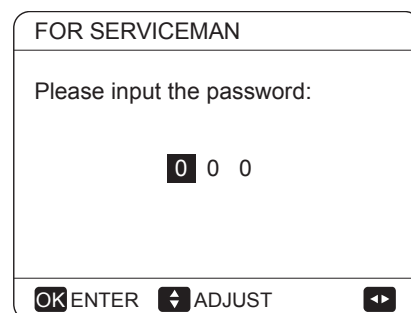 FOR SERVICEMAN
Please input the password:
0 0 0
OK ENTER ADJUST